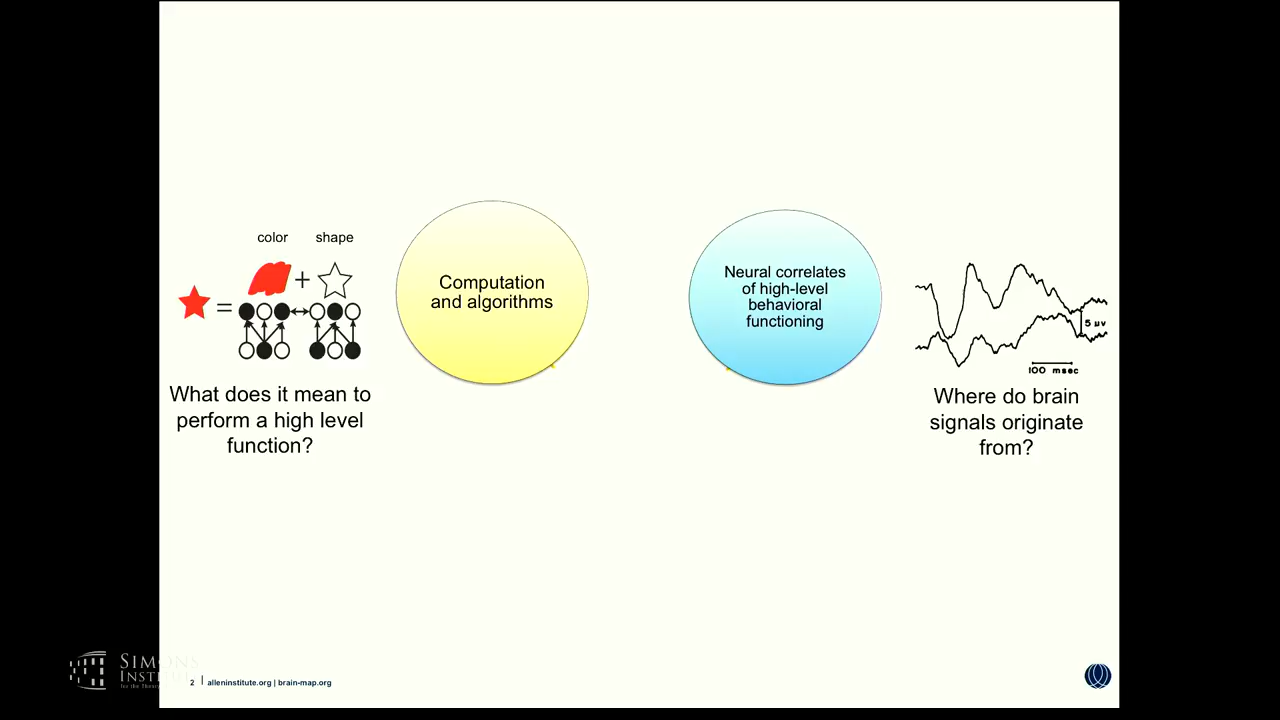 color shape
+
=
Computation
and algorithms
Neural correlates
of high-level
behavioral
functioning
5 μv
100 msec
What does it mean to
perform a high level
function?
Where do brain
signals originate
from?
SIMONS
INSTITUTE
2 | alleninstitute.org | brain-map.org